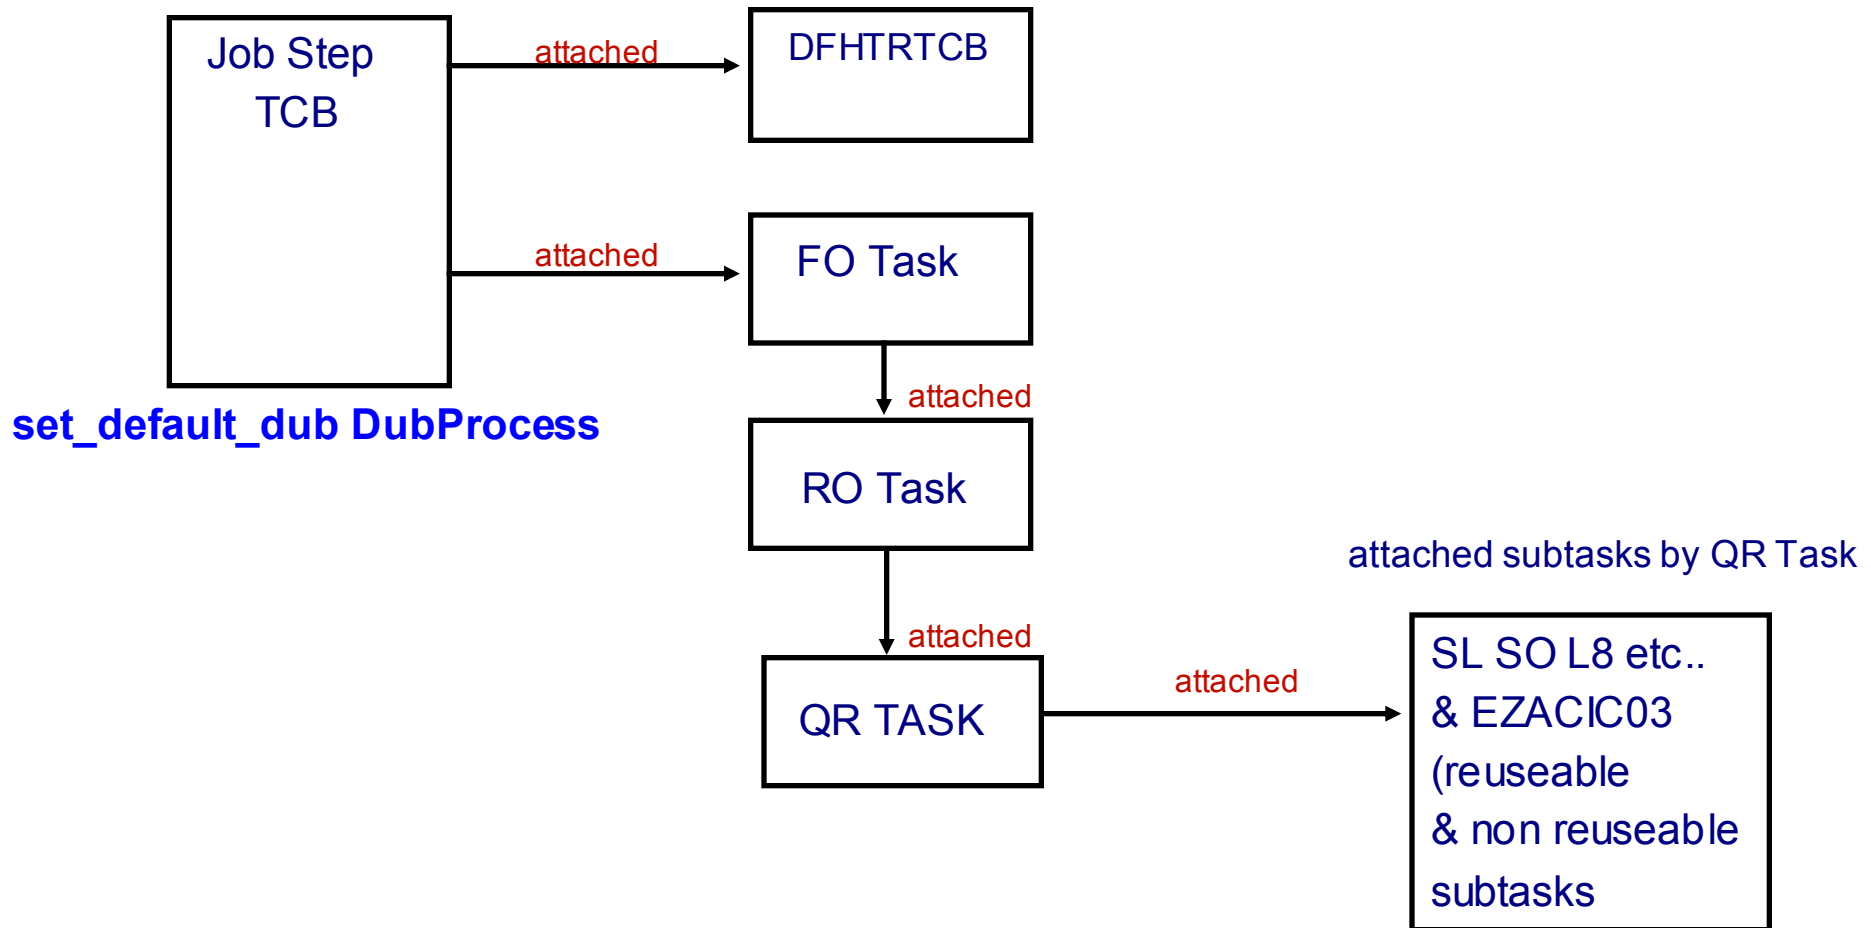 Job Step
TCB
attached
DFHTRTCB
attached
FO Task
set_default_dub DubProcess
attached
RO Task
attached subtasks by QR Task
attached
QR TASK
attached
SL SO L8 etc..
& EZACIC03
(reuseable
& non reuseable
subtasks